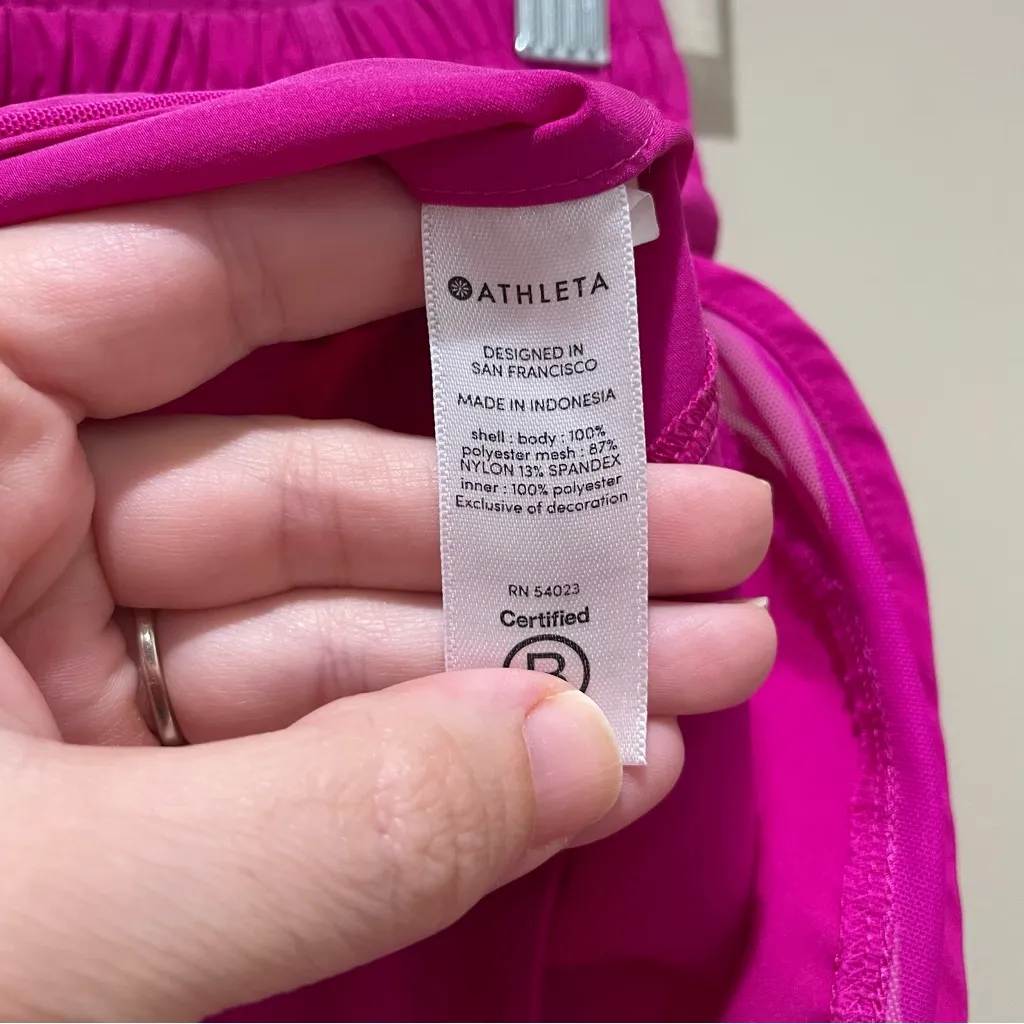 ATHLETA
DESIGNED IN
SAN FRANCISCO
MADE IN INDONESIA
shell : body : 100%
polyester mesh : 87%
NYLON 13% SPANDEX
inner : 100% polyester
Exclusive of decoration
RN 54023
Certified
B